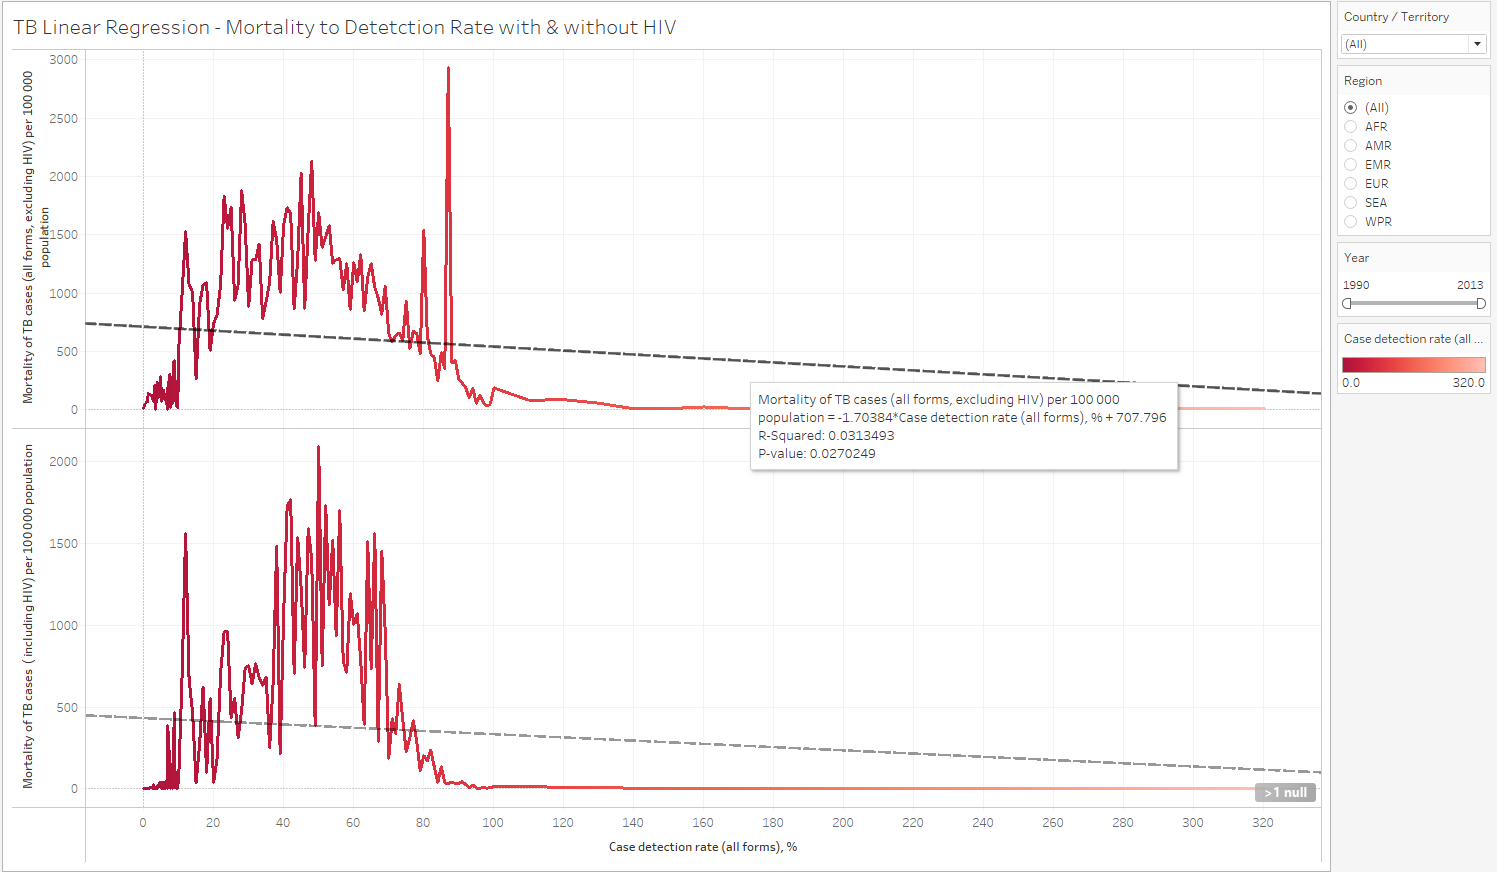 TB Linear Regression - Mortality to Detetction Rate with & without HIV
Mortality of TB cases (all forms, excluding HIV) per 100 000
population
3000
2500
2000
1500
1000
500
0
Mortality of TB cases (all forms, excluding HIV) per 100 000
population = -1.70384*Case detection rate (all forms), % + 707.796
R-Squared: 0.0313493
P-value: 0.0270249
Mortality of TB cases ( including HIV) per 100 000 population
2000
1500
1000
500
0
>1 null
0 20 40 60 80 100 120 140 160 180 200 220 240 260 280 300 320
Case detection rate (all forms), %
Country / Territory
(All)
Region
(All)
AFR
AMR
EMR
EUR
SEA
WPR
Year
1990 2013
Case detection rate (all ...
0.0 320.0